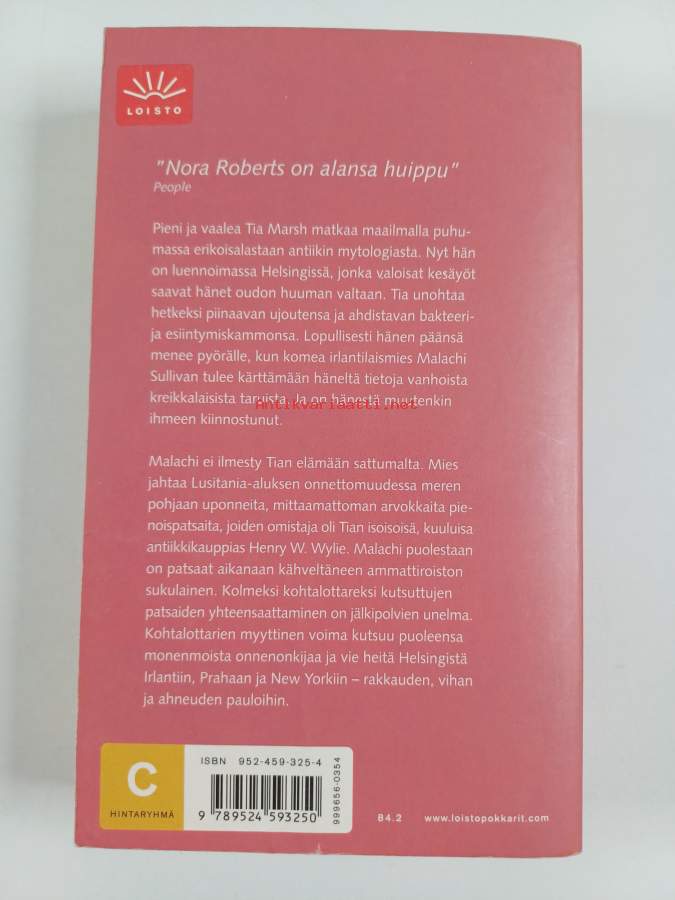 LOISTO
"Nora Roberts on alansa huippu"
People
Pieni ja vaalea Tia Marsh matkaa maailmalla puhu-
massa erikoisalastaan antiikin mytologiasta. Nyt hän
on luennoimassa Helsingissä, jonka valoisat kesäyöt
saavat hänet oudon huuman valtaan. Tia unohtaa
hetkeksi piinaavan ujoutensa ja ahdistavan bakteeri-
ja esiintymiskammonsa. Lopullisesti hänen päänsä
menee pyörälle, kun komea irlantilaismies Malachi
Sullivan tulee kärttämään häneltä tietoja vanhoista
kreikkalaisista taruista. Ja on hänestä muutenkin
Antikvariaatti.net
ihmeen kiinnostunut.
Malachi ei ilmesty Tian elämään sattumalta. Mies
jahtaa Lusitania-aluksen onnettomuudessa meren
pohjaan uponneita, mittaamattoman arvokkaita pie-
noispatsaita, joiden omistaja oli Tian isoisoisä, kuuluisa
antiikkikauppias Henry W. Wylie. Malachi puolestaan
on patsaat aikanaan kähveltäneen ammattiroiston
sukulainen. Kolmeksi kohtalottareksi kutsuttujen
patsaiden yhteensaattaminen on jälkipolvien unelma.
Kohtalottarien myyttinen voima kutsuu puoleensa
monenmoista onnenonkijaa ja vie heitä Helsingistä
Irlantiin, Prahaan ja New Yorkiin – rakkauden, vihan
ja ahneuden pauloihin.
C
HINTARYHMÄ
ISBN 952-459-325-4
9 789524 593250
999656-0354
84.2 www.loistopokkarit.com